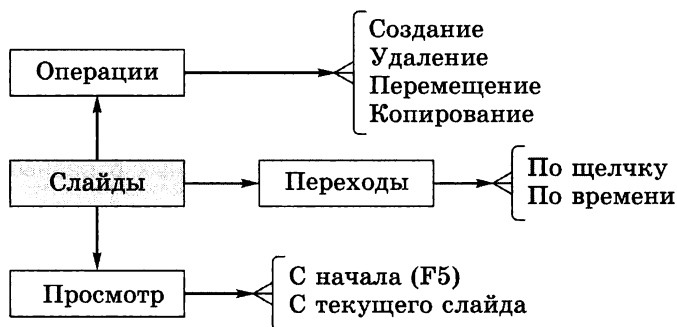 Создание
Удаление
Операции
Перемещение
Копирование
По щелчку
Слайды
Переходы
По времени
С начала (F5)
Просмотр
С текущего слайда